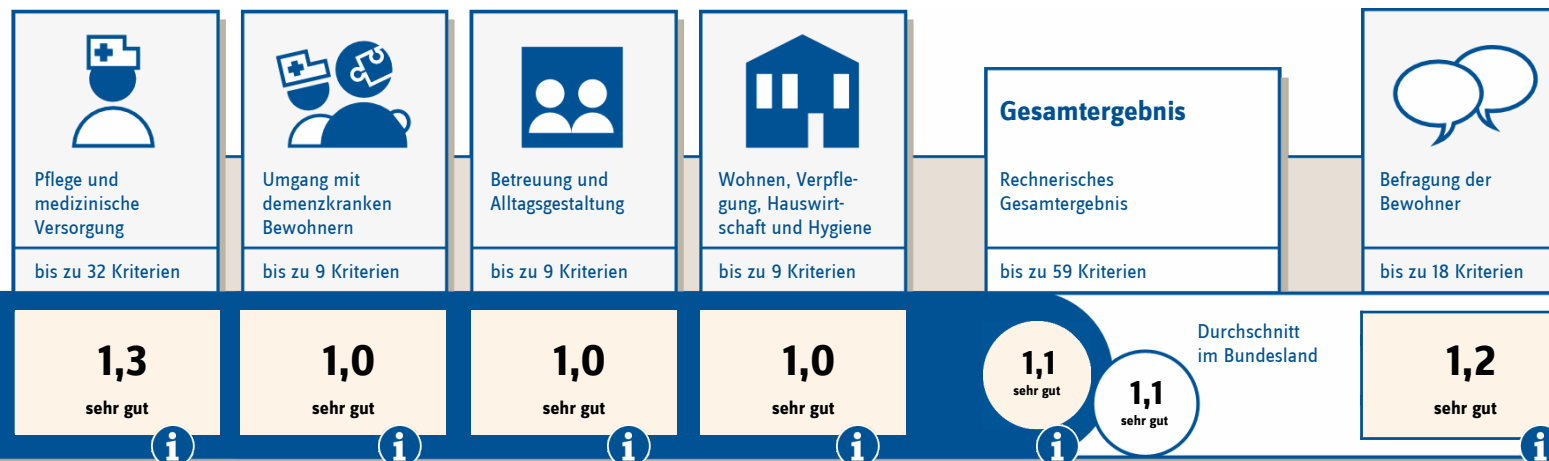 Pflege und
medizinische
Versorgung
bis zu 32 Kriterien
1,3
sehr gut
i
Umgang mit
demenzkranken
Bewohnern
bis zu 9 Kriterien
1,0
sehr gut
i
Betreuung und
Alltagsgestaltung
bis zu 9 Kriterien
1,0
sehr gut
i
Wohnen, Verpfle-
gung, Hauswirt-
schaft und Hygiene
bis zu 9 Kriterien
1,0
sehr gut
i
Gesamtergebnis
Rechnerisches
Gesamtergebnis
bis zu 59 Kriterien
1,1
sehr gut
i
Durchschnitt
im Bundesland
1,1
sehr gut
Befragung der
Bewohner
bis zu 18 Kriterien
1,2
sehr gut
i